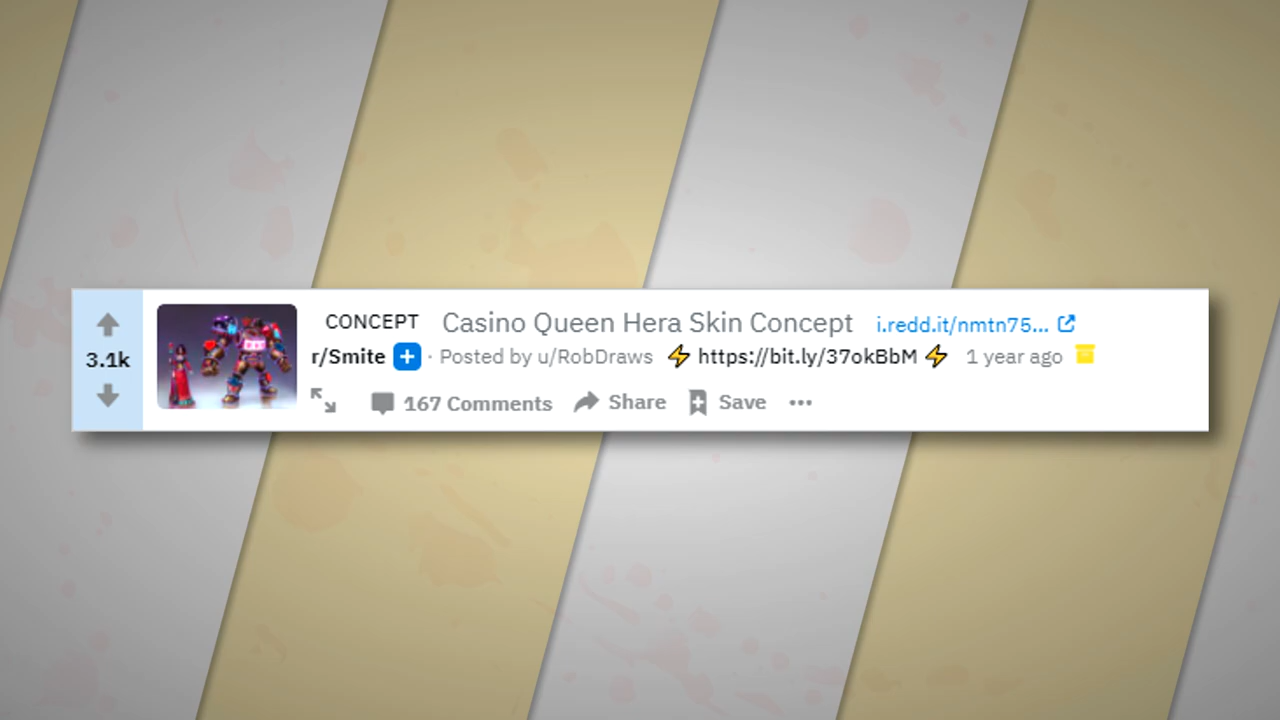 CONCEPT Casino Queen Hera Skin Concept i.redd.it/nmtn75...
3.1k
r/Smite · Posted by u/RobDraws ⚡ https://bit.ly/37okBbM ⚡ 1 year ago
167 Comments Share Save ...